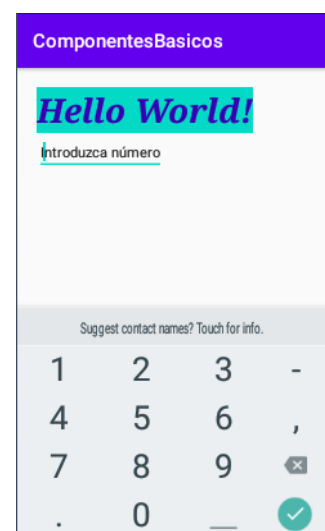 ComponentesBasicos
Hello World!
Introduzca número
Suggest contact names? Touch for info.
1 2 3 -
4 5 6 ,
7 8 9
. 0 _